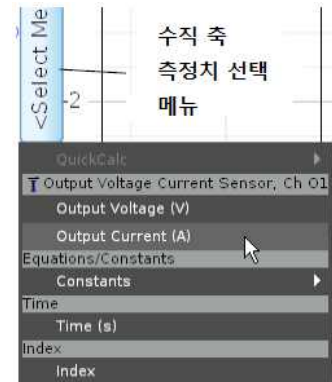 <Select Me
수직 축
측정치 선택
메뉴
-2
QuickCalc
Output Voltage Current Sensor, Ch O1
Output Voltage (V)
Output Current (A)
Equations/Constants
Constants
Time
Time (s)
Index
Index